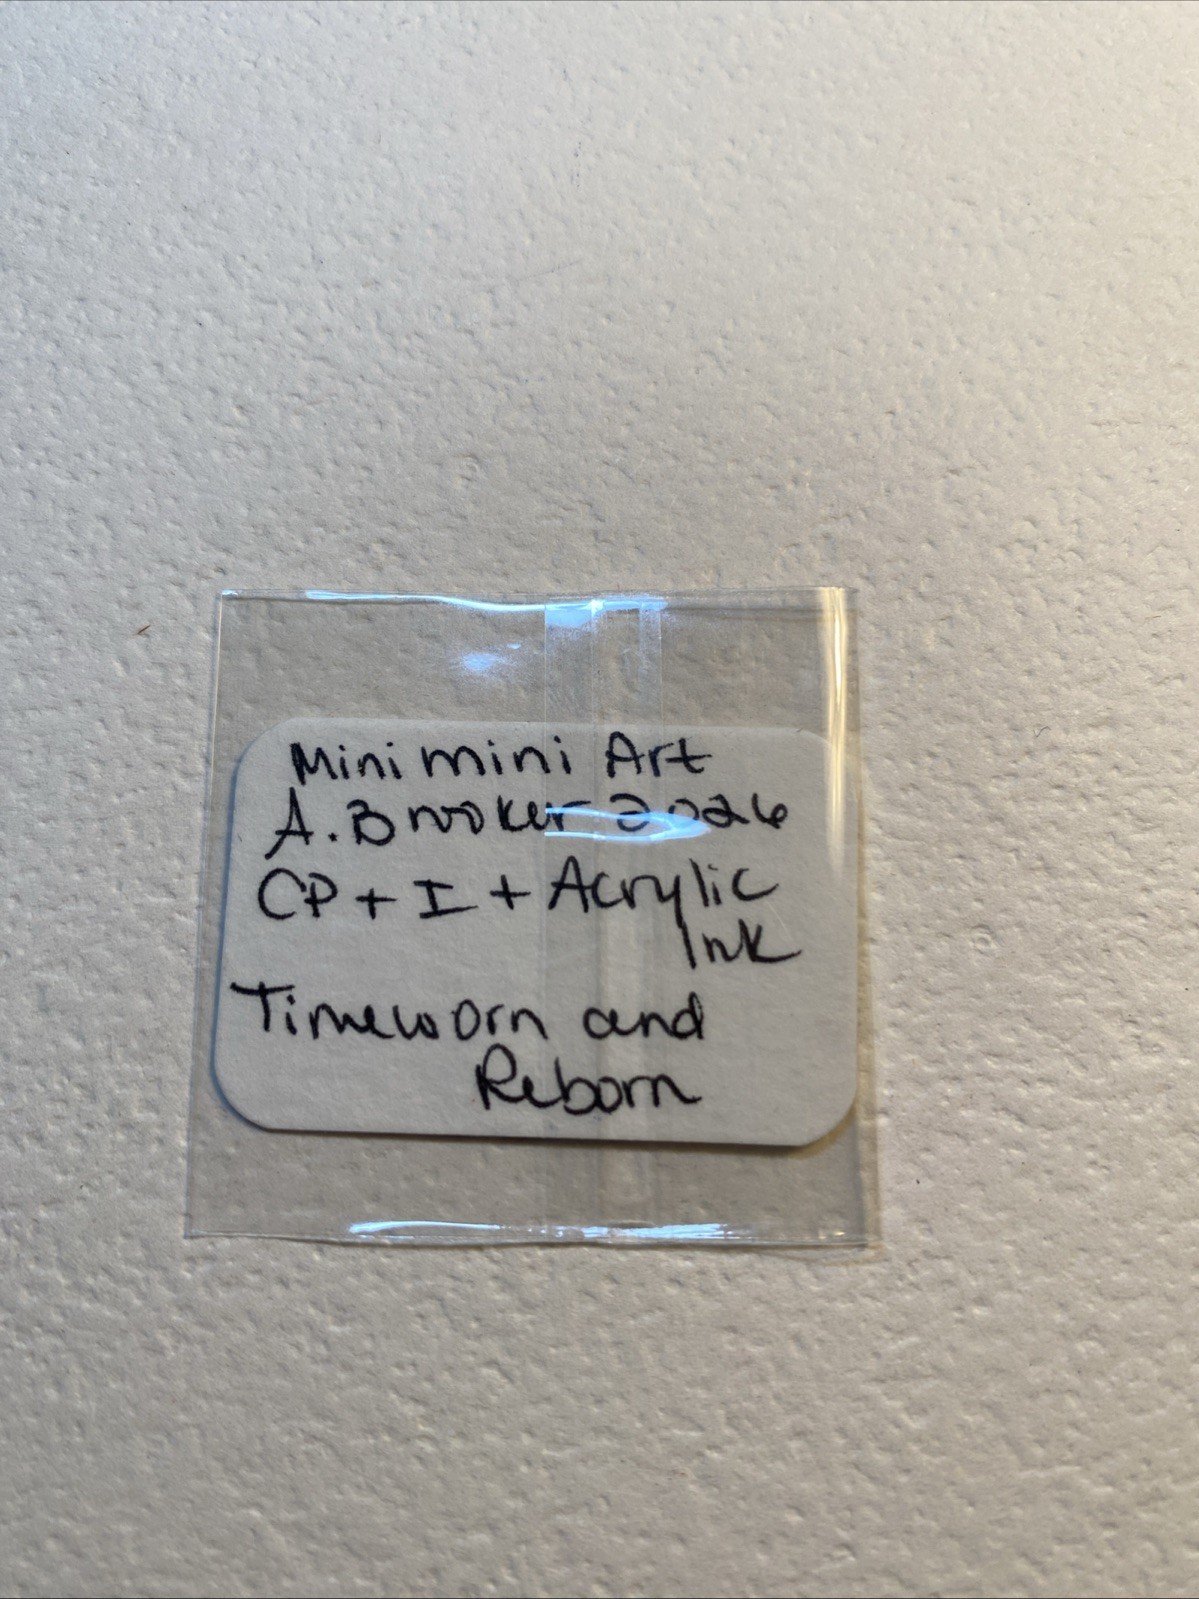 Mini mini Art
A. Brooker 2026
CP + I + Acrylic
Ink
Timeworn and
Reborn